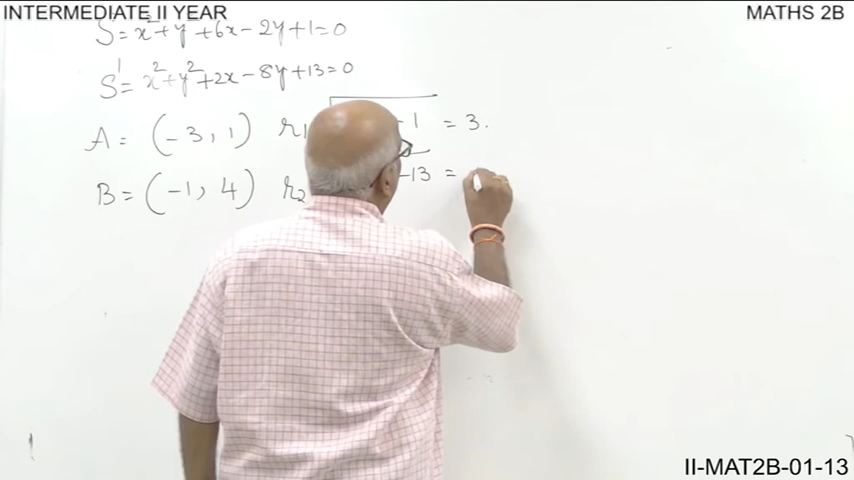 INTERMEDIATE II YEAR
MATHS 2B
S = x² + y² + 6x - 2y + 1 = 0
S' = x² + y² + 2x - 8y + 13 = 0
A = (-3, 1) r₁ - 1 = 3.
B = (-1, 4) r₂ -13 =
II-MAT2B-01-13